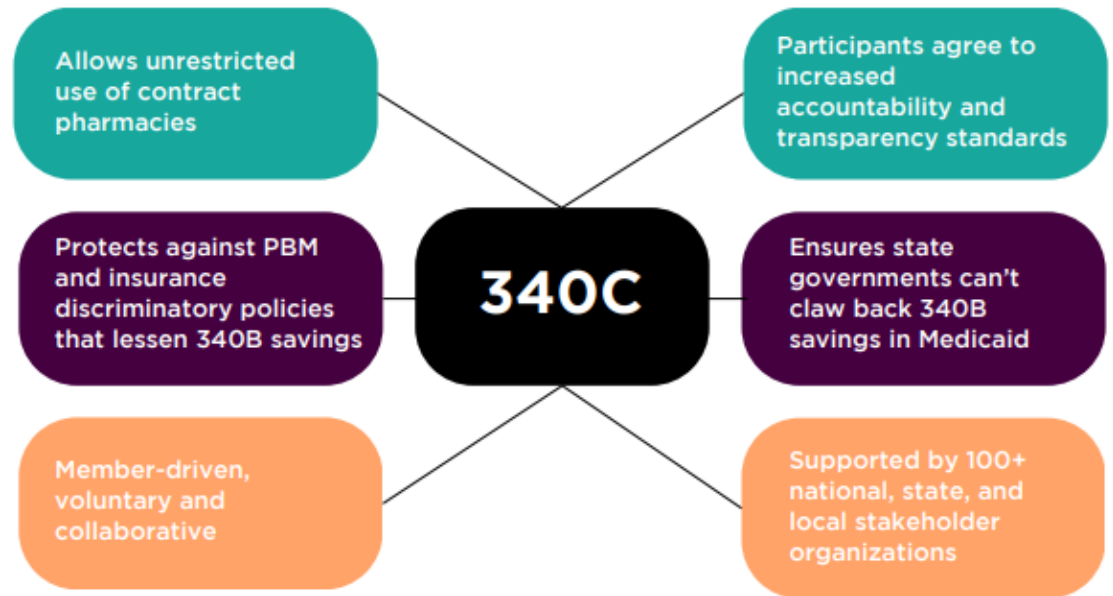 Allows unrestricted
use of contract
pharmacies
Participants agree to
increased
accountability and
transparency standards
Protects against PBM
and insurance
discriminatory policies
that lessen 340B savings
340C
Ensures state
governments can't
claw back 340B
savings in Medicaid
Member-driven,
voluntary and
collaborative
Supported by 100+
national, state, and
local stakeholder
organizations